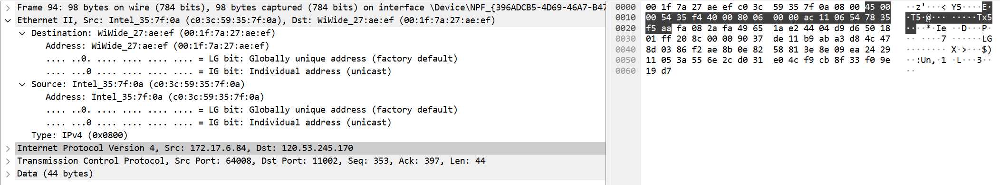 Frame 94: 98 bytes on wire (784 bits), 98 bytes captured (784 bits) on interface \Device\NPF_{396ADCB5-4D69-46A7-B47
Ethernet II, Src: Intel_35:7f:0a (c0:3c:59:35:7f:0a), Dst: WiWide_27:ae:ef (00:1f:7a:27:ae:ef)
Destination: WiWide_27:ae:ef (00:1f:7a:27:ae:ef)
Address: WiWide_27:ae:ef (00:1f:7a:27:ae:ef)
.... ..0. .... .... .... .... = LG bit: Globally unique address (factory default)
.... ...0 .... .... .... .... = IG bit: Individual address (unicast)
Source: Intel_35:7f:0a (c0:3c:59:35:7f:0a)
Address: Intel_35:7f:0a (c0:3c:59:35:7f:0a)
.... ..0. .... .... .... .... = LG bit: Globally unique address (factory default)
.... ...0 .... .... .... .... = IG bit: Individual address (unicast)
Type: IPv4 (0x0800)
Internet Protocol Version 4, Src: 172.17.6.84, Dst: 120.53.245.170
Transmission Control Protocol, Src Port: 64008, Dst Port: 11002, Seq: 353, Ack: 397, Len: 44
Data (44 bytes)
0000 00 1f 7a 27 ae ef c0 3c 59 35 7f 0a 08 00 45 00 ··z'···< Y5····E·
0010 00 54 35 f4 40 00 80 06 00 00 ac 11 06 54 78 35 ·T5·@··· ·····Tx5
0020 f5 aa fa 08 2a fa 49 65 1a e2 44 04 d9 d6 50 18 ····*·Ie ··D···P·
0030 01 ff 20 8c 00 00 90 37 de 11 b9 ab a3 d8 4c 47 ·· ····7 ······LG
0040 8d 03 86 f2 ae 8b 0e 82 58 81 3e 8e 09 ea 24 29 ········ X·>···$)
0050 11 05 3a 55 6e 2c d0 31 e0 4c f9 cb 8f 33 f0 9e ··:Un,·1 ·L···3··
0060 19 d7 ··